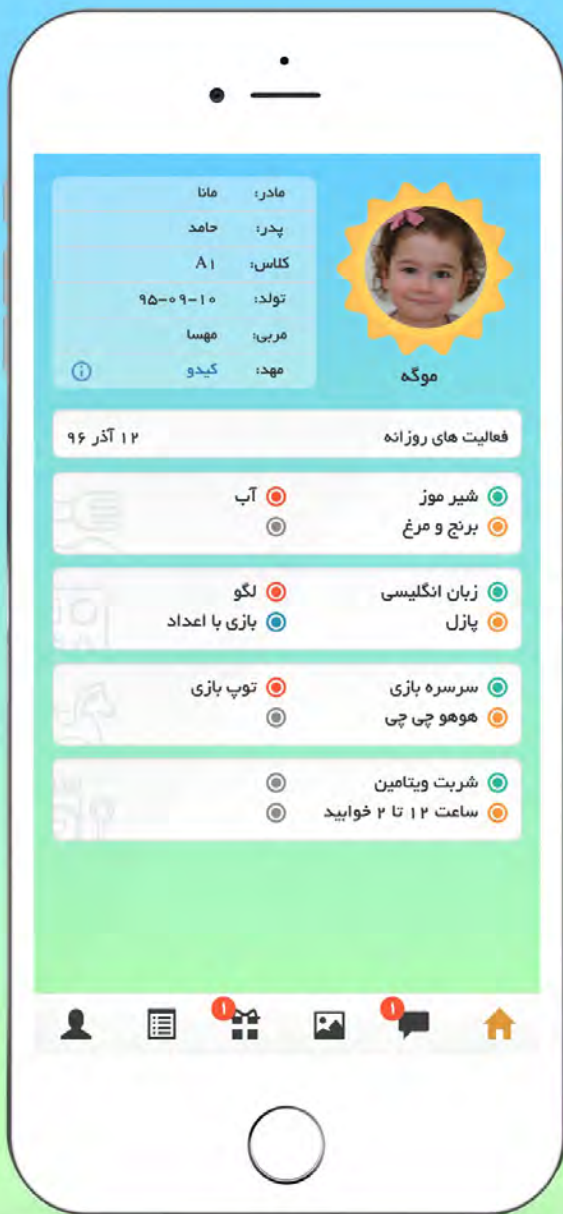 مادر: مانا
پدر: حامد
کلاس: A۱
تولد: ۹۵-۰۹-۱۰
مربی: مهسا
مهد: کیدو
موگه
فعالیت های روزانه ۱۲ آذر ۹۶
شیر موز آب
برنج و مرغ
زبان انگلیسی لگو
پازل بازی با اعداد
سرسره بازی توپ بازی
هوهو چی چی
شربت ویتامین
ساعت ۱۲ تا ۲ خوابید
۱ ۱